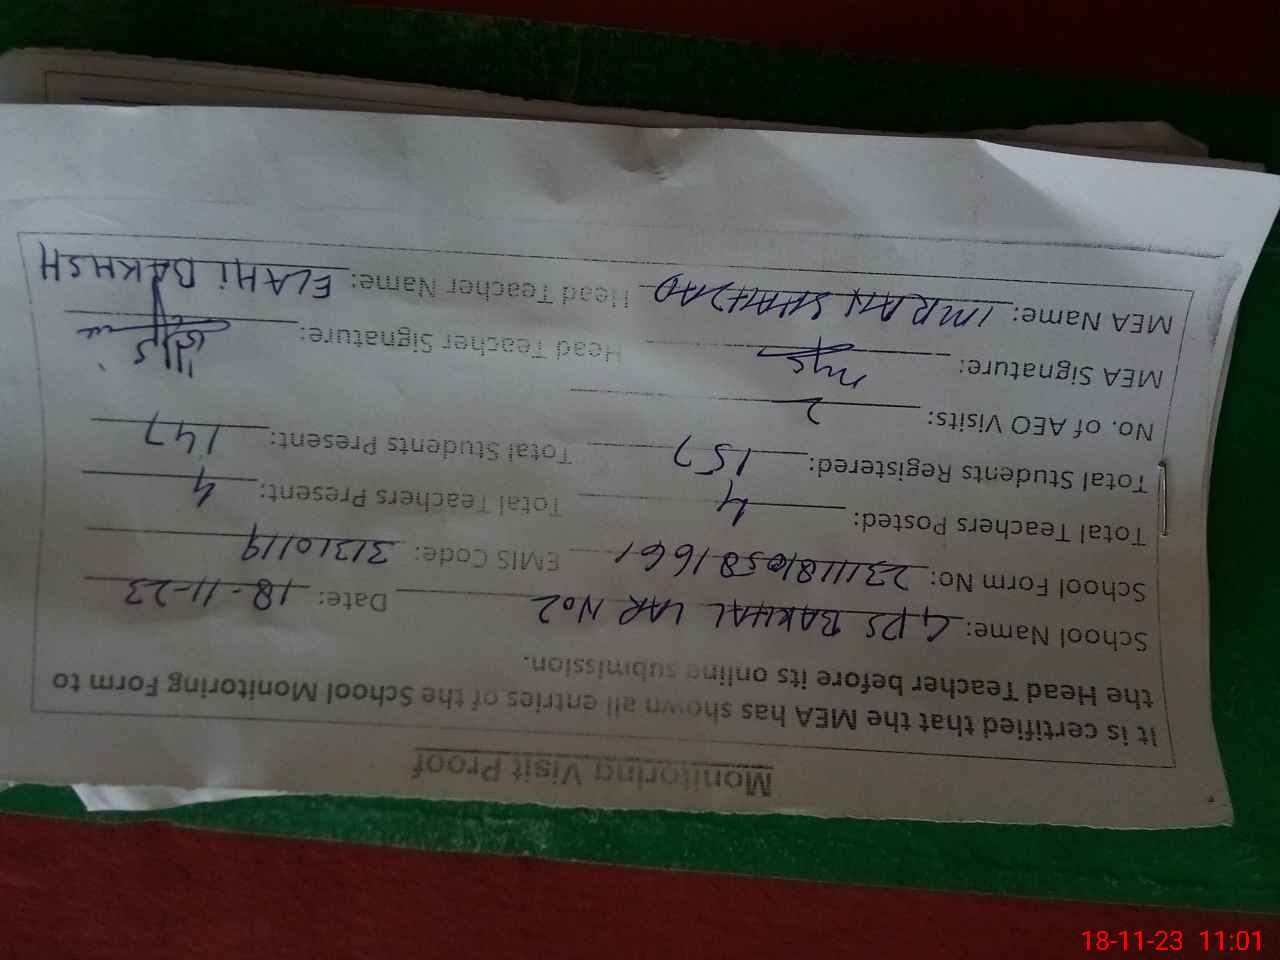 Monitoring Visit Proof
It is certified that the MEA has shown all entries of the School Monitoring Form to
the Head Teacher before its online submission.
School Name: GPS BAKHAL LAR No2 Date: 18-11-23
School Form No: EMIS Code: 31310119
Total Teachers Posted: 4 Total Teachers Present: 4
Total Students Registered: 157 Total Students Present: 147
No. of AEO Visits: 2
MEA Signature: Head Teacher Signature:
MEA Name: IMRAN SHAHZAD Head Teacher Name: ELAHI BAKHSH
18-11-23 11:01